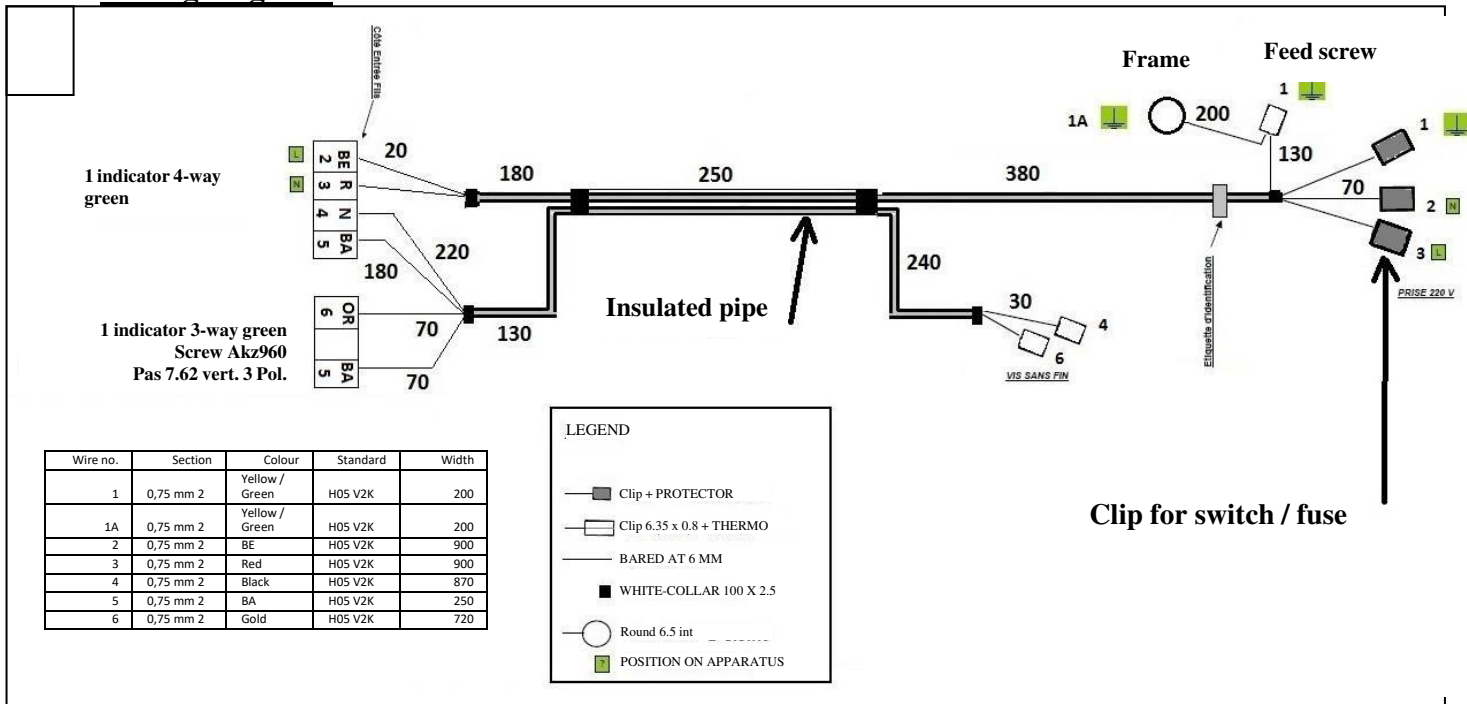 Côté Entrée Fils
Frame
Feed screw
1A
200
1
1
130
70
2 N
3 L
PRISE 220 V
1 indicator 4-way
green
L
N
2 BE
3 R
4 N
5 BA
20
180
250
380
220
180
240
Insulated pipe
1 indicator 3-way green
Screw Akz960
Pas 7.62 vert. 3 Pol.
6 OR
5 BA
70
70
130
30
4
6
VIS SANS FIN
Etiquette d'identification
Clip for switch / fuse
Wire no. Section Colour Standard Width
1 0,75 mm 2 Yellow / Green H05 V2K 200
1A 0,75 mm 2 Yellow / Green H05 V2K 200
2 0,75 mm 2 BE H05 V2K 900
3 0,75 mm 2 Red H05 V2K 900
4 0,75 mm 2 Black H05 V2K 870
5 0,75 mm 2 BA H05 V2K 250
6 0,75 mm 2 Gold H05 V2K 720
LEGEND
Clip + PROTECTOR
Clip 6.35 x 0.8 + THERMO
BARED AT 6 MM
WHITE-COLLAR 100 X 2.5
Round 6.5 int
? POSITION ON APPARATUS